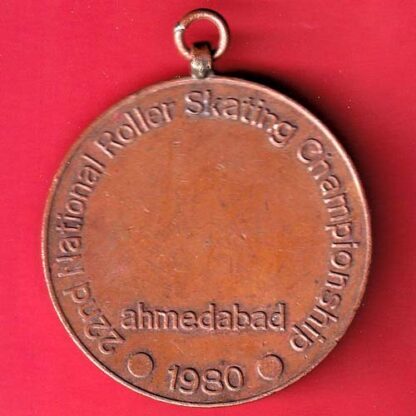 22nd National Roller Skating Championship
ahmedabad
1980